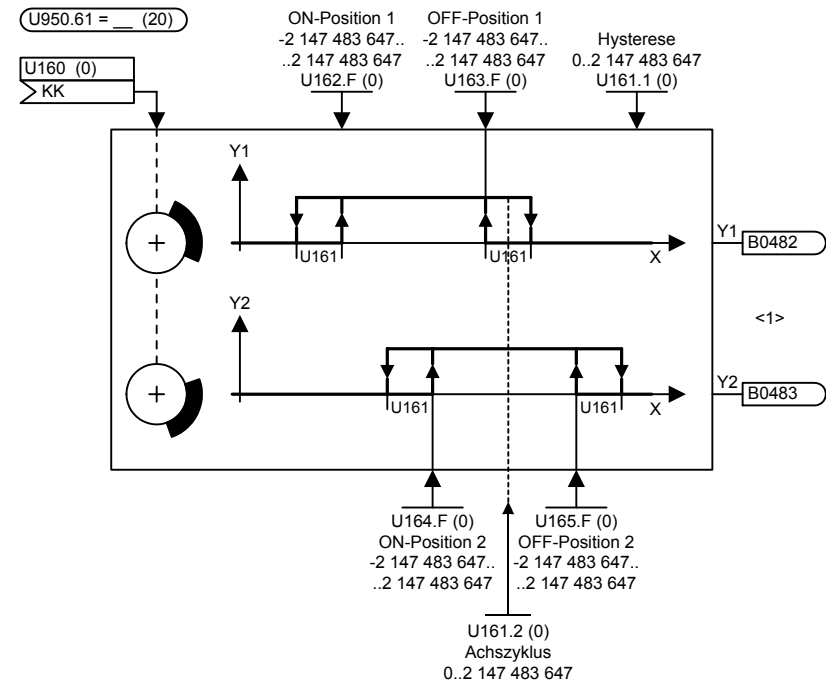 U950.61 = __ (20)
U160 (0)
KK
ON-Position 1
-2 147 483 647..
..2 147 483 647
U162.F (0)
OFF-Position 1
-2 147 483 647..
..2 147 483 647
U163.F (0)
Hysterese
0..2 147 483 647
U161.1 (0)
Y1
U161
U161
X
Y1
B0482
<1>
Y2
U161
U161
X
Y2
B0483
U164.F (0)
ON-Position 2
-2 147 483 647..
..2 147 483 647
U165.F (0)
OFF-Position 2
-2 147 483 647..
..2 147 483 647
U161.2 (0)
Achszyklus
0..2 147 483 647